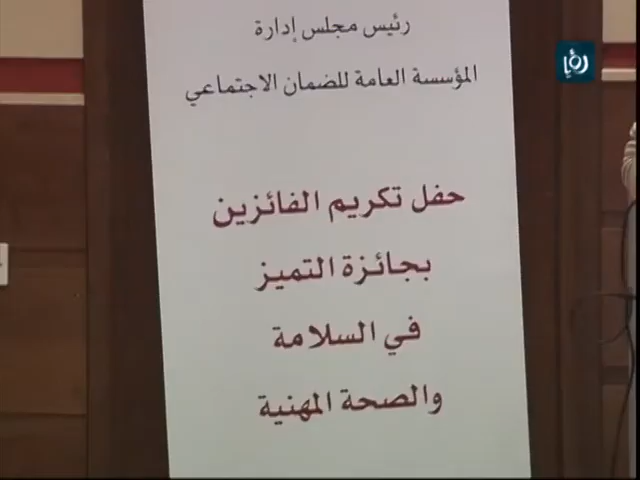 رئيس مجلس إدارة
المؤسسة العامة للضمان الاجتماعي
رؤيا
حفل تكريم الفائزين
بجائزة التميز
في السلامة
والصحة المهنية